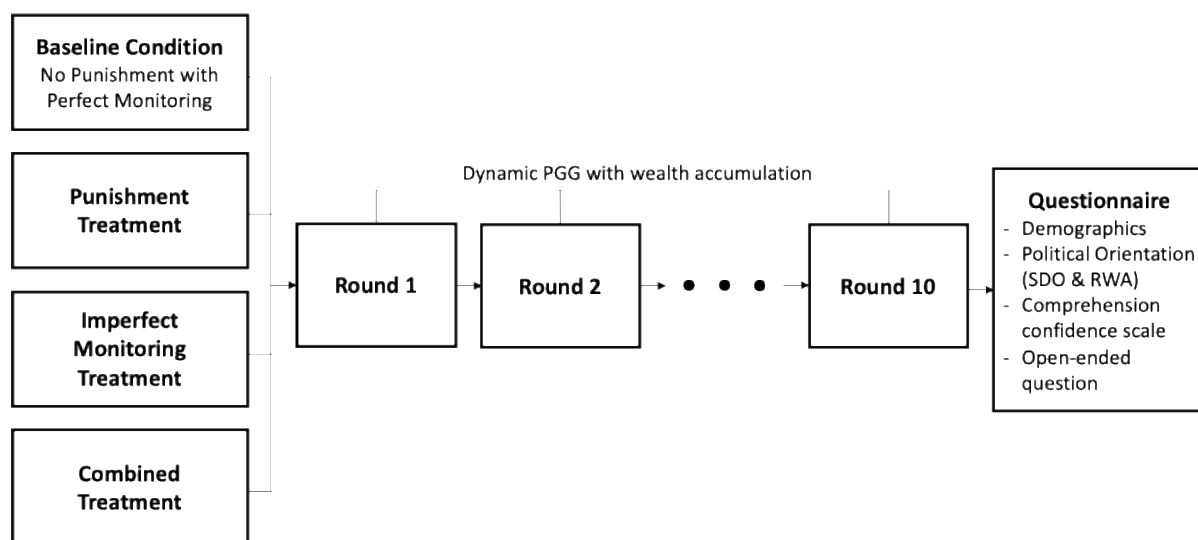 Baseline Condition
No Punishment with
Perfect Monitoring
Punishment
Treatment
Imperfect
Monitoring
Treatment
Combined
Treatment
Dynamic PGG with wealth accumulation
Round 1
Round 2
Round 10
Questionnaire
- Demographics
- Political Orientation
(SDO & RWA)
- Comprehension
confidence scale
- Open-ended
question